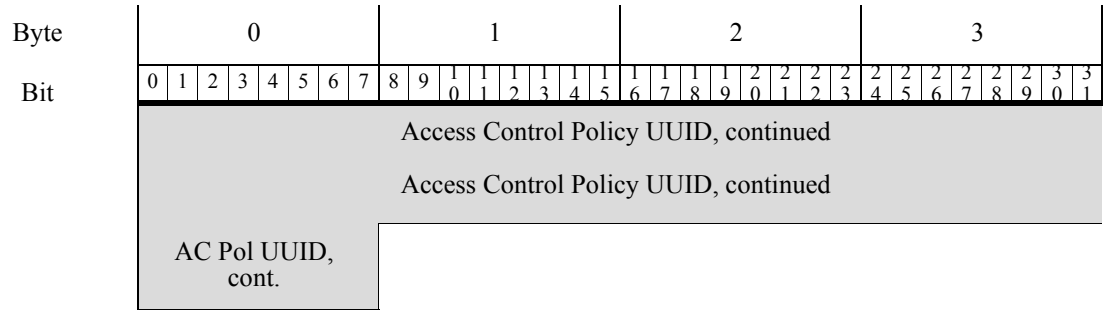 Byte 0 1 2 3
Bit 0 1 2 3 4 5 6 7 8 9 10 11 12 13 14 15 16 17 18 19 20 21 22 23 24 25 26 27 28 29 30 31
Access Control Policy UUID, continued
Access Control Policy UUID, continued
AC Pol UUID,
cont.